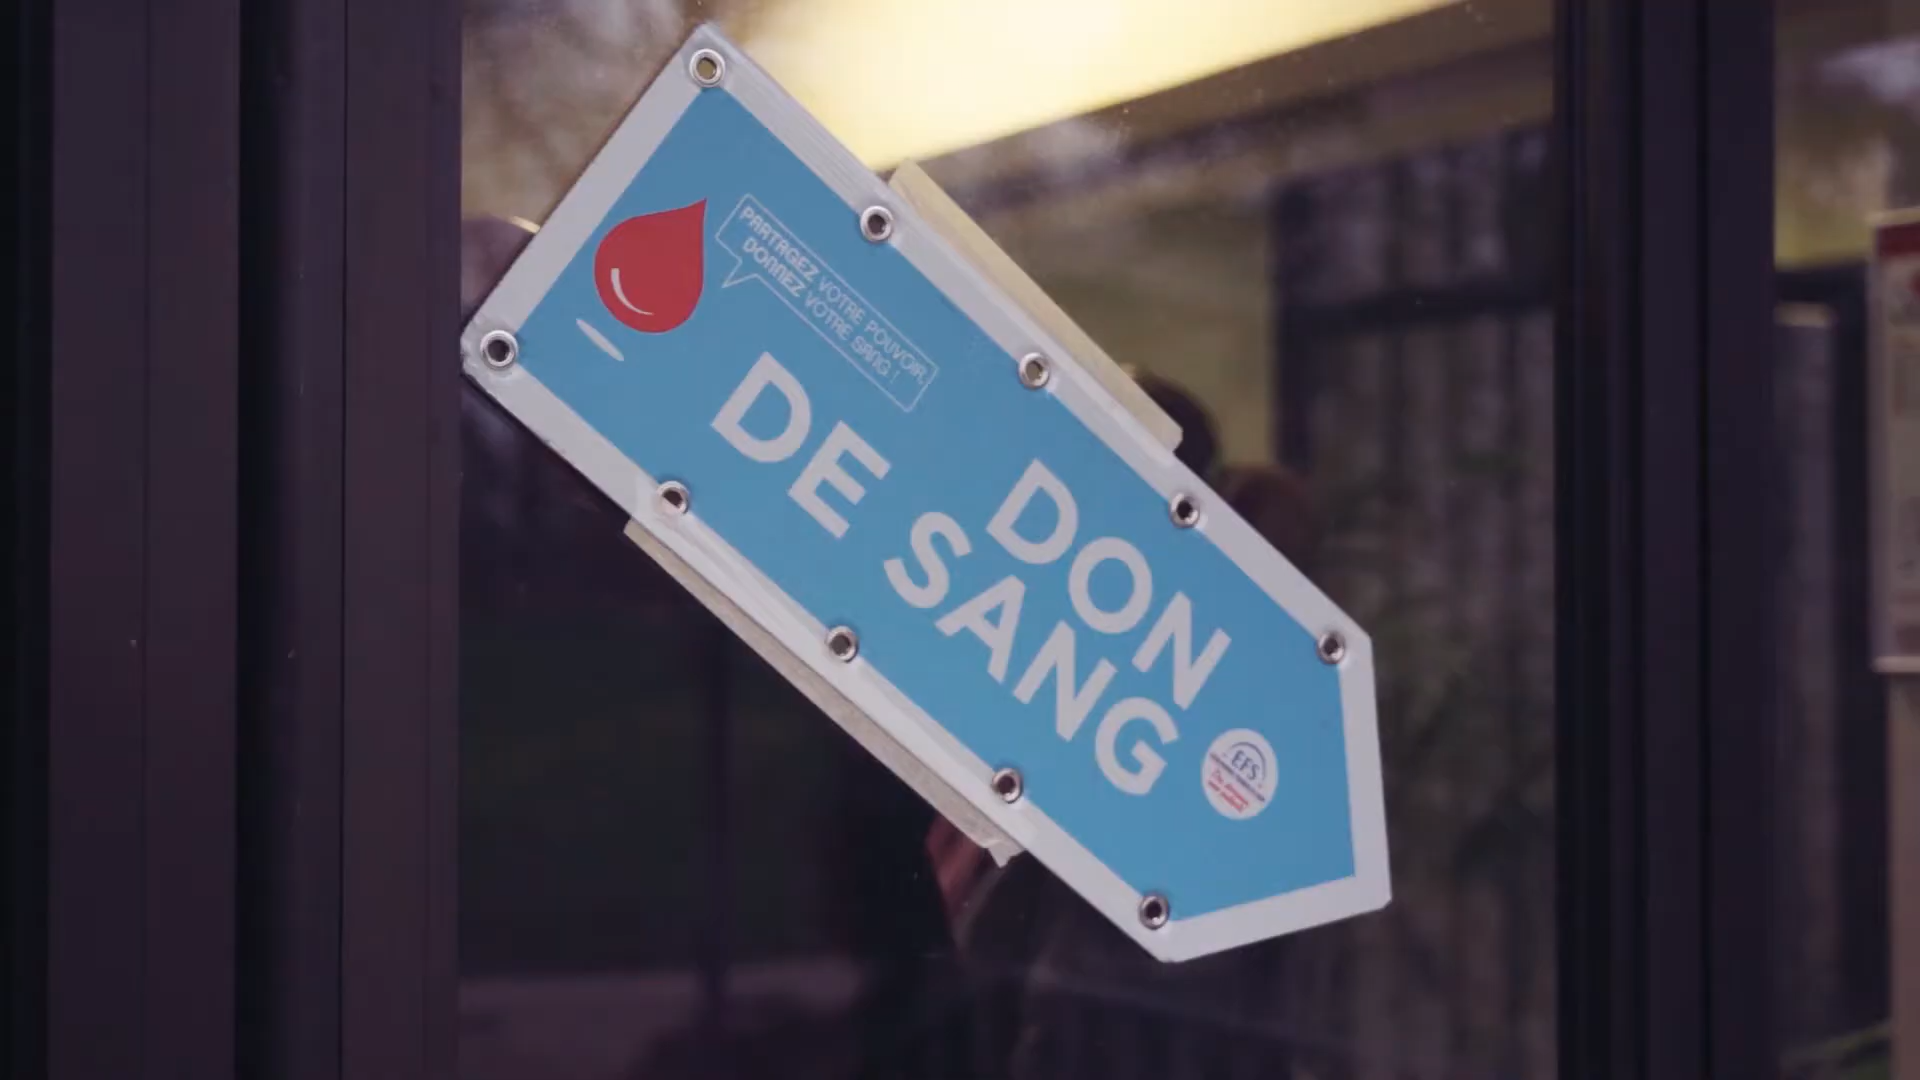 PARTAGEZ VOTRE POUVOIR,
DONNEZ VOTRE SANG !
DON
DE SANG
EFS